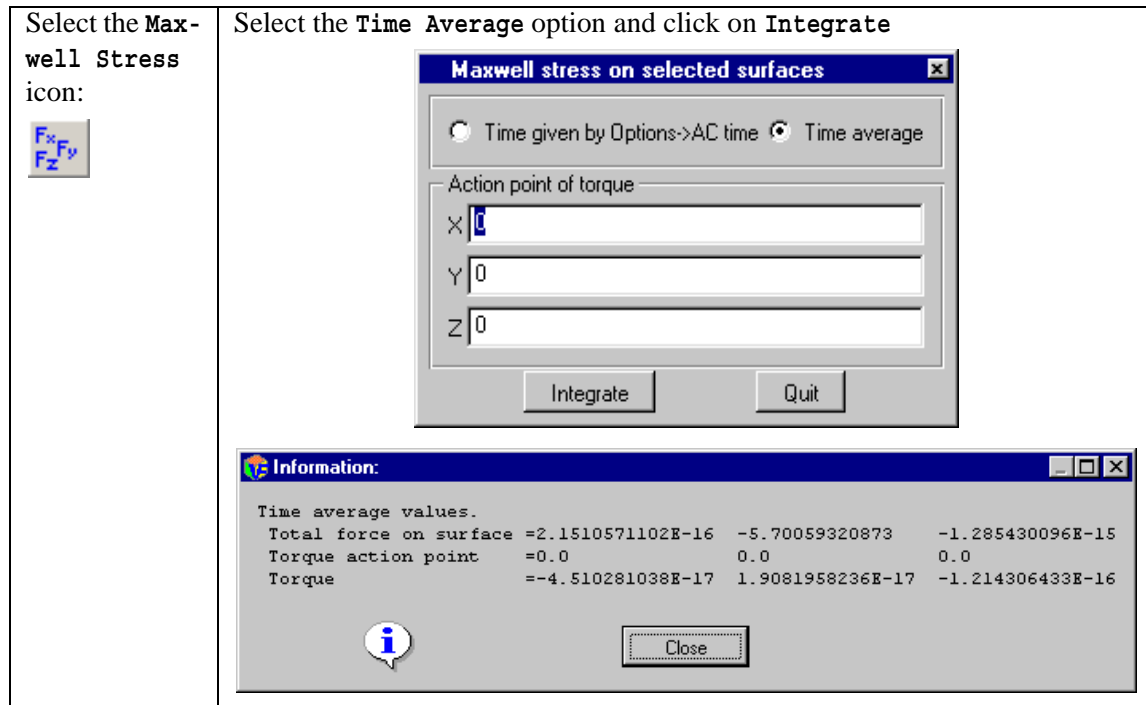 Select the Max-
well Stress
icon:
Fx Fy
Fz
Select the Time Average option and click on Integrate
Maxwell stress on selected surfaces
Time given by Options->AC time Time average
Action point of torque
X 0
Y 0
Z 0
Integrate Quit
Information:
Time average values.
Total force on surface =2.1510571102E-16 -5.70059320873 -1.285430096E-15
Torque action point =0.0 0.0 0.0
Torque =-4.510281038E-17 1.9081958236E-17 -1.214306433E-16
Close